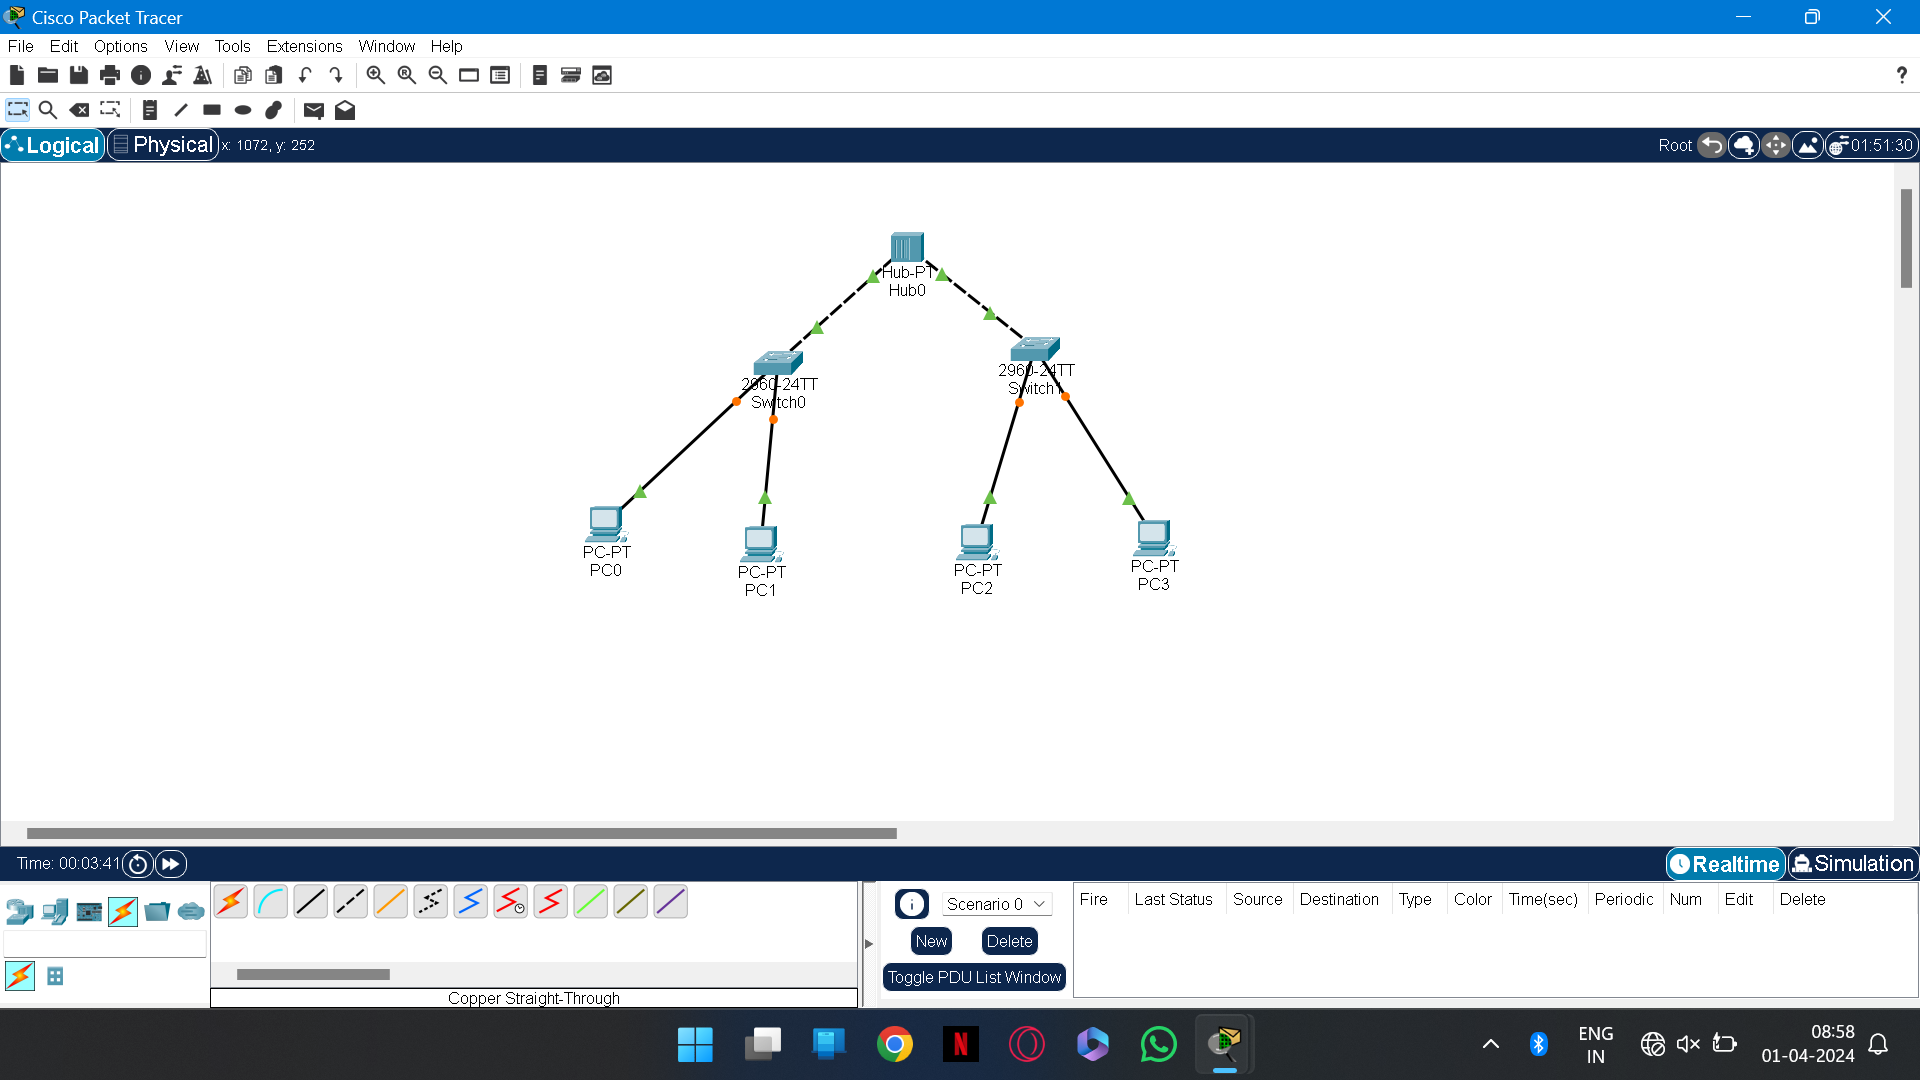 Cisco Packet Tracer
File Edit Options View Tools Extensions Window Help
?
Logical Physical x: 1072, y: 252 Root 01:51:30
Hub-PT
Hub0
2960-24TT
Switch0
2960-24TT
Switch1
PC-PT
PC0
PC-PT
PC1
PC-PT
PC2
PC-PT
PC3
Time: 00:03:41 Realtime Simulation
Scenario 0
New Delete
Toggle PDU List Window
Fire Last Status Source Destination Type Color Time(sec) Periodic Num Edit Delete
Copper Straight-Through
ENG
IN
08:58
01-04-2024